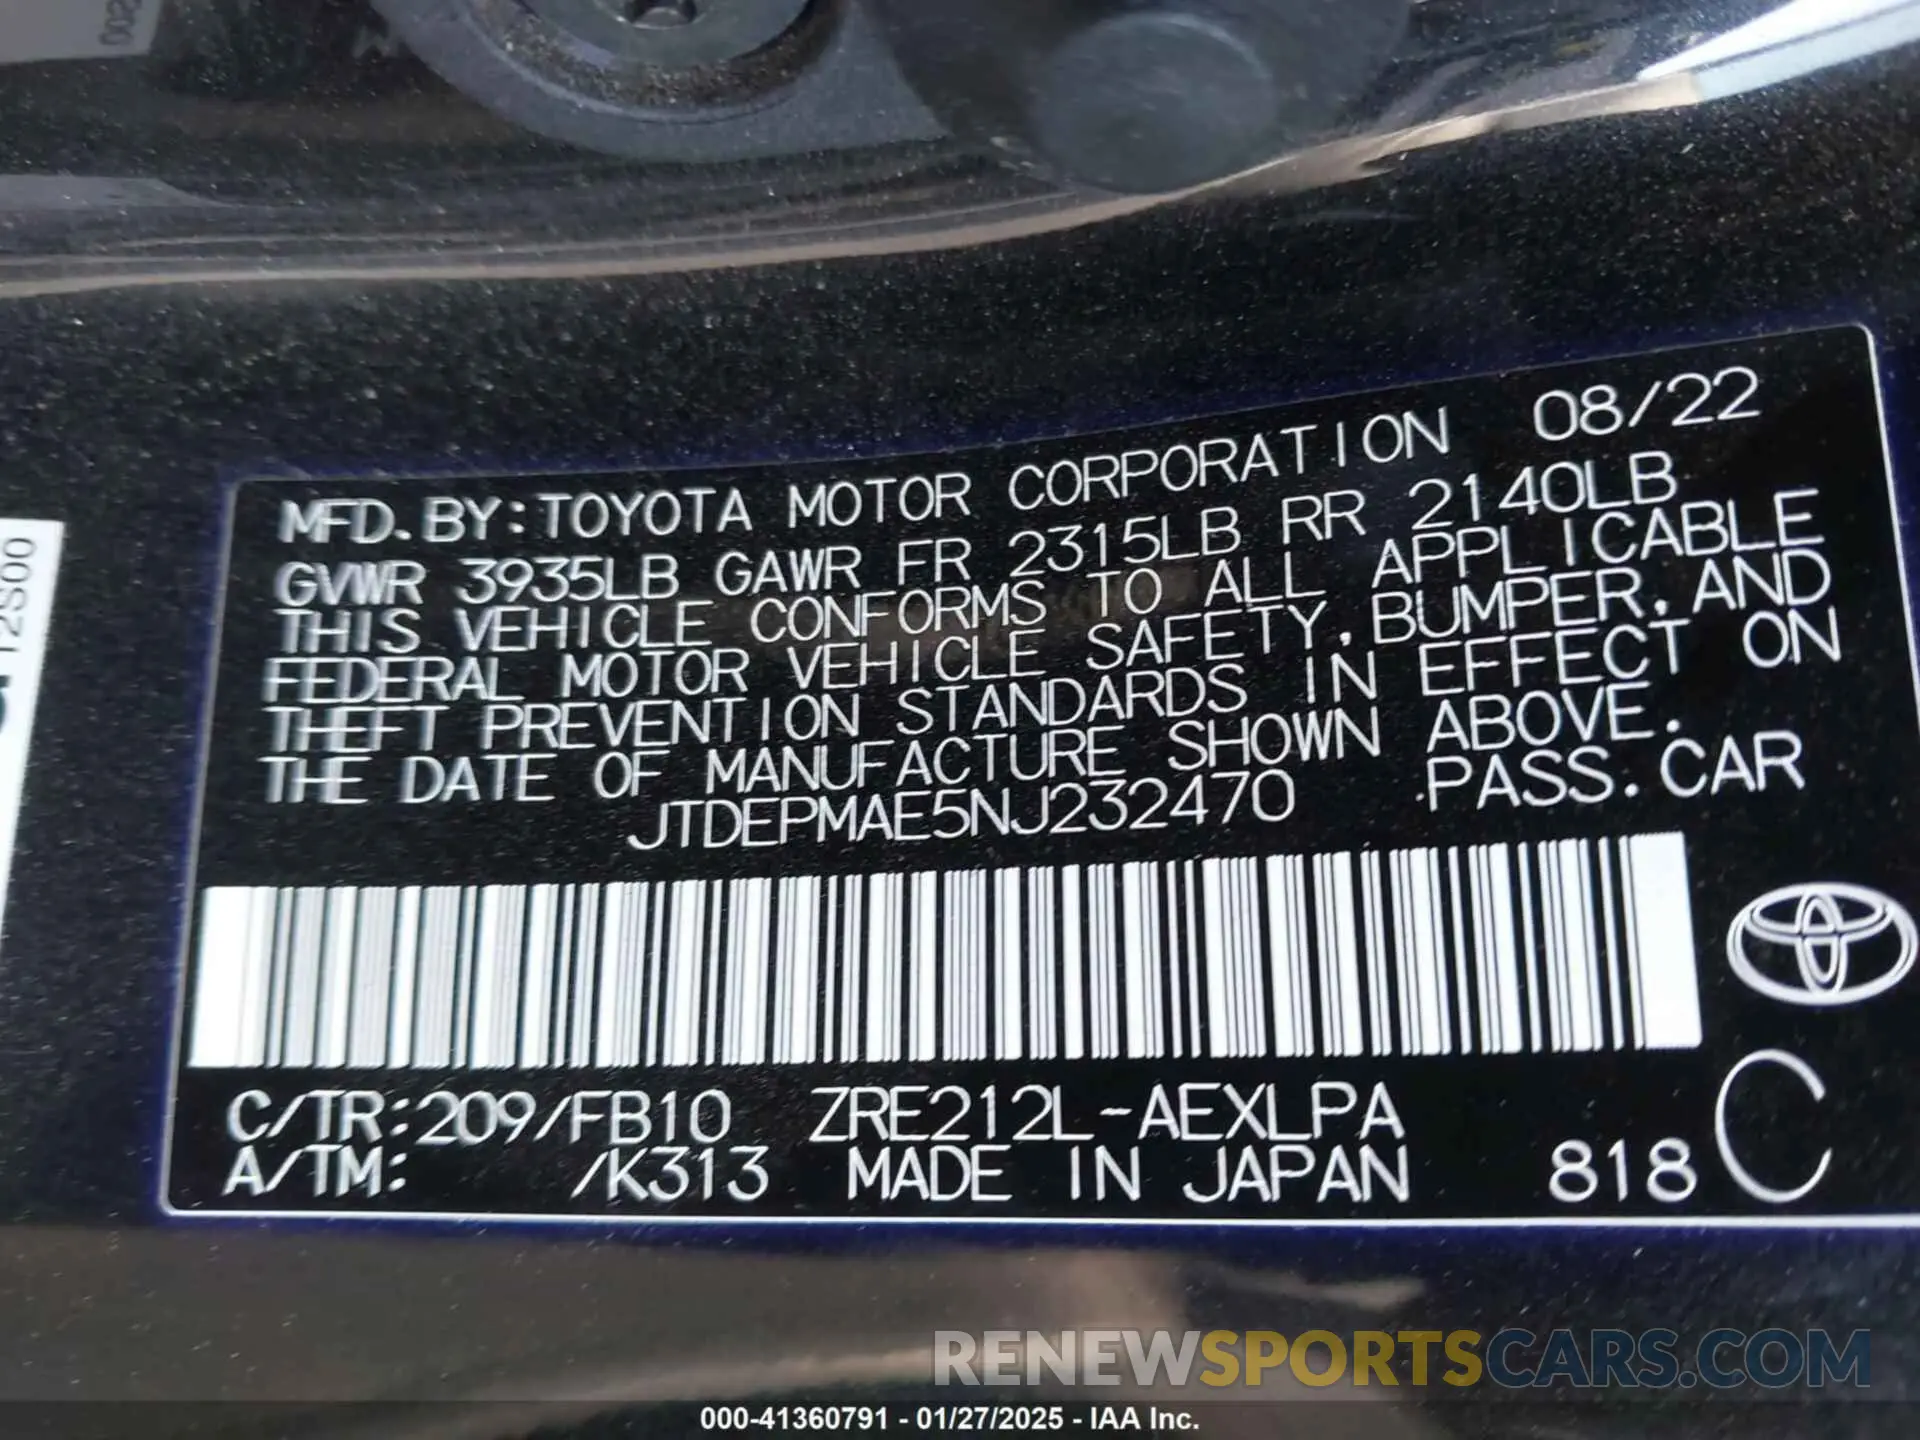 002
12S00
MFD. BY: TOYOTA MOTOR CORPORATION 08/22
GVWR 3935LB GAWR FR 2315LB RR 2140LB
THIS VEHICLE CONFORMS TO ALL APPLICABLE
FEDERAL MOTOR VEHICLE SAFETY, BUMPER, AND
THEFT PREVENTION STANDARDS IN EFFECT ON
THE DATE OF MANUFACTURE SHOWN ABOVE.
JTDEPMAE5NJ232470 PASS. CAR
C/TR: 209/FB10 ZRE212L-AEXLPA
A/TM: /K313 MADE IN JAPAN 818 C
RENEWSPORTSCARS.COM
000-41360791 - 01/27/2025 - IAA Inc.